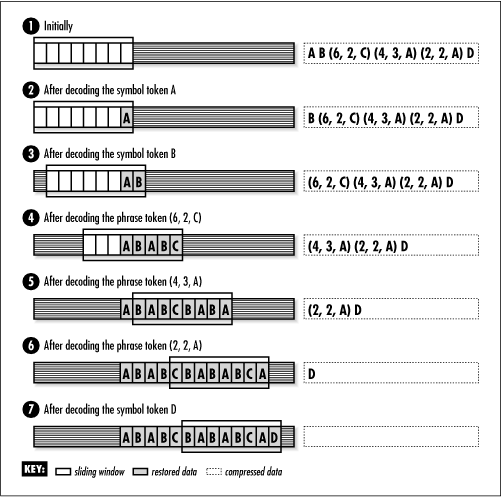 1 Initially
A B (6, 2, C) (4, 3, A) (2, 2, A) D
2 After decoding the symbol token A
A
B (6, 2, C) (4, 3, A) (2, 2, A) D
3 After decoding the symbol token B
A B
(6, 2, C) (4, 3, A) (2, 2, A) D
4 After decoding the phrase token (6, 2, C)
A B A B C
(4, 3, A) (2, 2, A) D
5 After decoding the phrase token (4, 3, A)
A B A B C B A B A
(2, 2, A) D
6 After decoding the phrase token (2, 2, A)
A B A B C B A B A B C A
D
7 After decoding the symbol token D
A B A B C B A B A B C A D
KEY: sliding window restored data compressed data